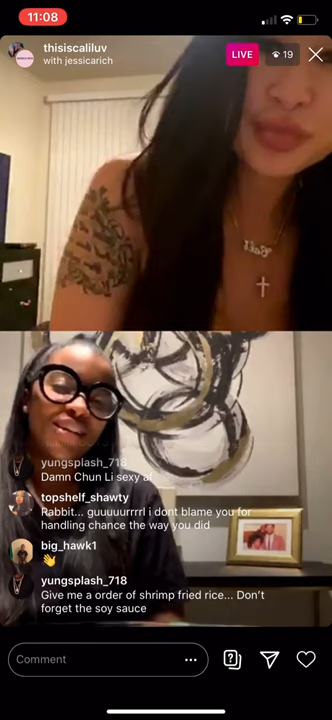 11:08
thisiscaliluv
with jessicarich
LIVE
19
yungsplash_718
Damn Chun Li sexy af
topshelf_shawty
Rabbit... guuuurrrrl i dont blame you for
handling chance the way you did
big_hawk1
👋
yungsplash_718
Give me a order of shrimp fried rice... Don't
forget the soy sauce
Comment